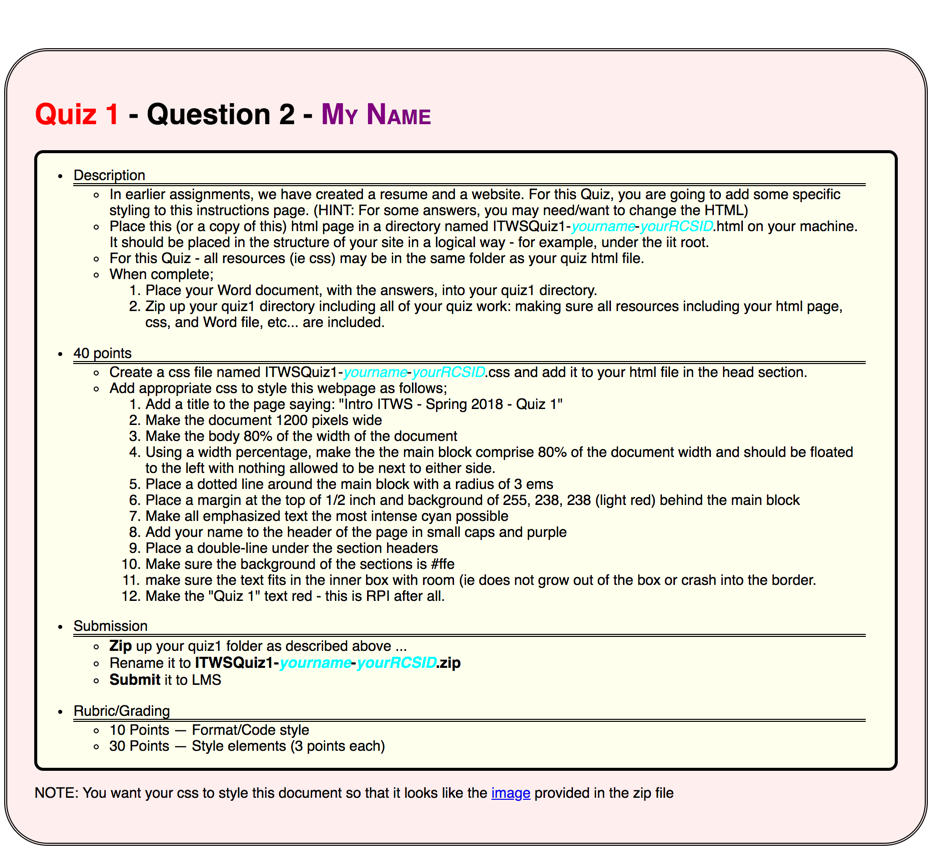 Quiz 1 - Question 2 - My Name
Description
In earlier assignments, we have created a resume and a website. For this Quiz, you are going to add some specific
styling to this instructions page. (HINT: For some answers, you may need/want to change the HTML)
Place this (or a copy of this) html page in a directory named ITWSQuiz1-yourname-yourRCSID.html on your machine.
It should be placed in the structure of your site in a logical way - for example, under the iit root.
For this Quiz - all resources (ie css) may be in the same folder as your quiz html file.
When complete;
1. Place your Word document, with the answers, into your quiz1 directory.
2. Zip up your quiz1 directory including all of your quiz work: making sure all resources including your html page,
css, and Word file, etc... are included.
40 points
Create a css file named ITWSQuiz1-yourname-yourRCSID.css and add it to your html file in the head section.
Add appropriate css to style this webpage as follows;
1. Add a title to the page saying: "Intro ITWS - Spring 2018 - Quiz 1"
2. Make the document 1200 pixels wide
3. Make the body 80% of the width of the document
4. Using a width percentage, make the the main block comprise 80% of the document width and should be floated
to the left with nothing allowed to be next to either side.
5. Place a dotted line around the main block with a radius of 3 ems
6. Place a margin at the top of 1/2 inch and background of 255, 238, 238 (light red) behind the main block
7. Make all emphasized text the most intense cyan possible
8. Add your name to the header of the page in small caps and purple
9. Place a double-line under the section headers
10. Make sure the background of the sections is #ffe
11. make sure the text fits in the inner box with room (ie does not grow out of the box or crash into the border.
12. Make the "Quiz 1" text red - this is RPI after all.
Submission
Zip up your quiz1 folder as described above ...
Rename it to ITWSQuiz1-yourname-yourRCSID.zip
Submit it to LMS
Rubric/Grading
10 Points — Format/Code style
30 Points — Style elements (3 points each)
NOTE: You want your css to style this document so that it looks like the image provided in the zip file